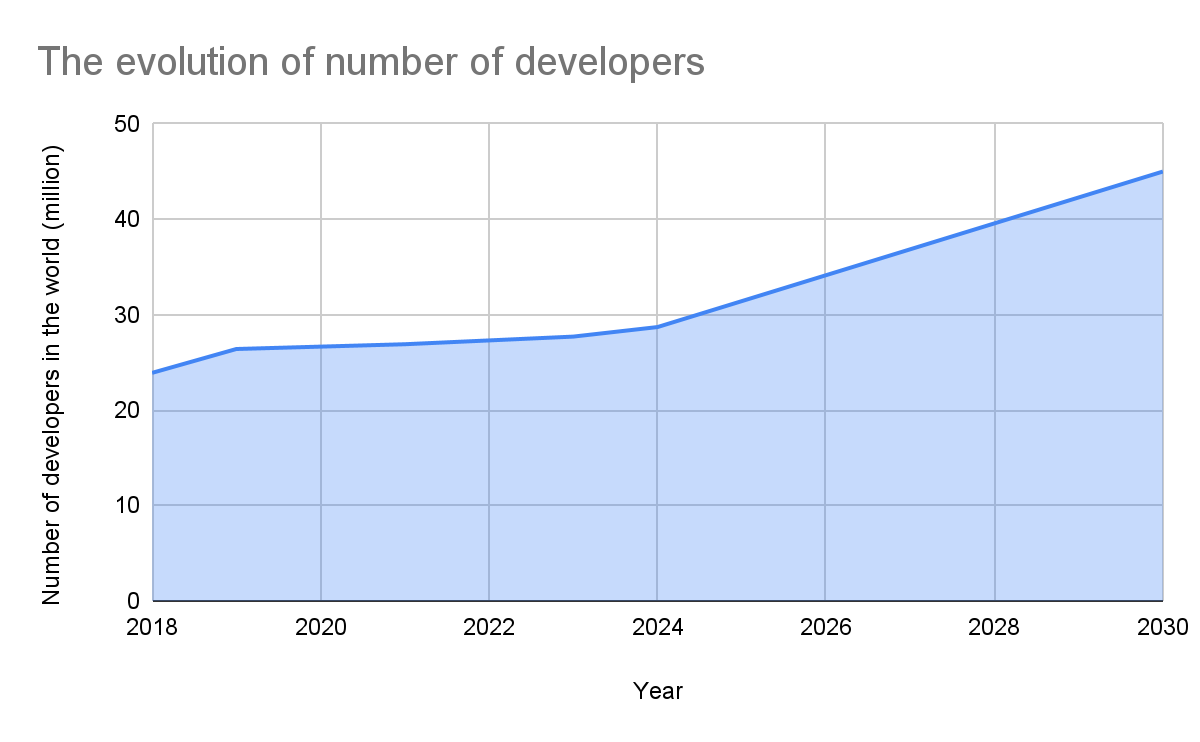 The evolution of number of developers
Number of developers in the world (million)
50
40
30
20
10
0
2018 2020 2022 2024 2026 2028 2030
Year